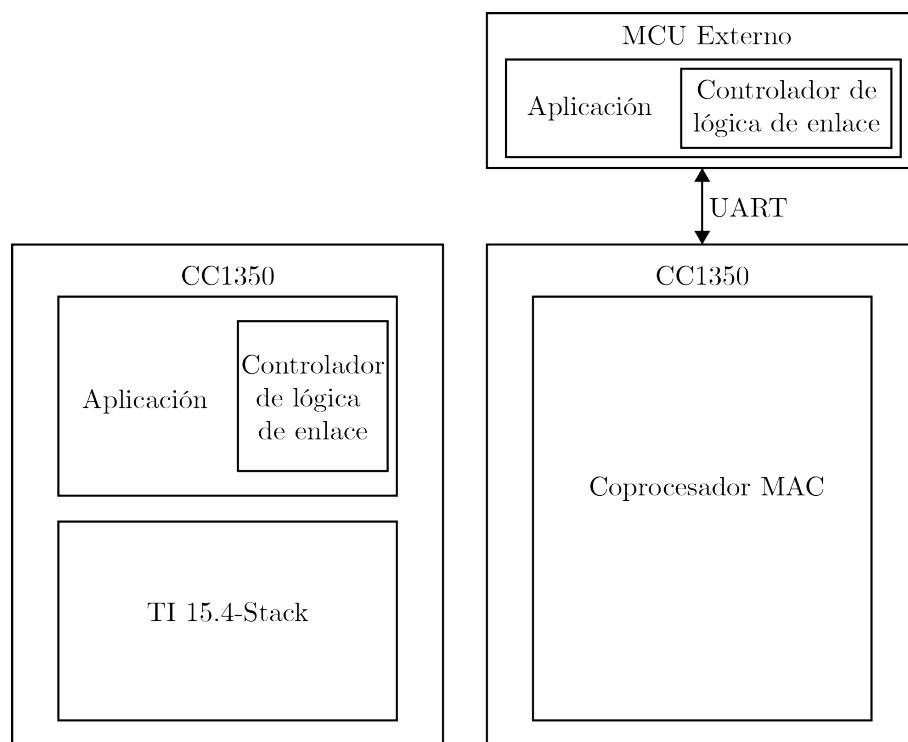 MCU Externo
Aplicación
Controlador de
lógica de enlace
UART
CC1350
Aplicación
Controlador
de lógica
de enlace
TI 15.4-Stack
CC1350
Coprocesador MAC